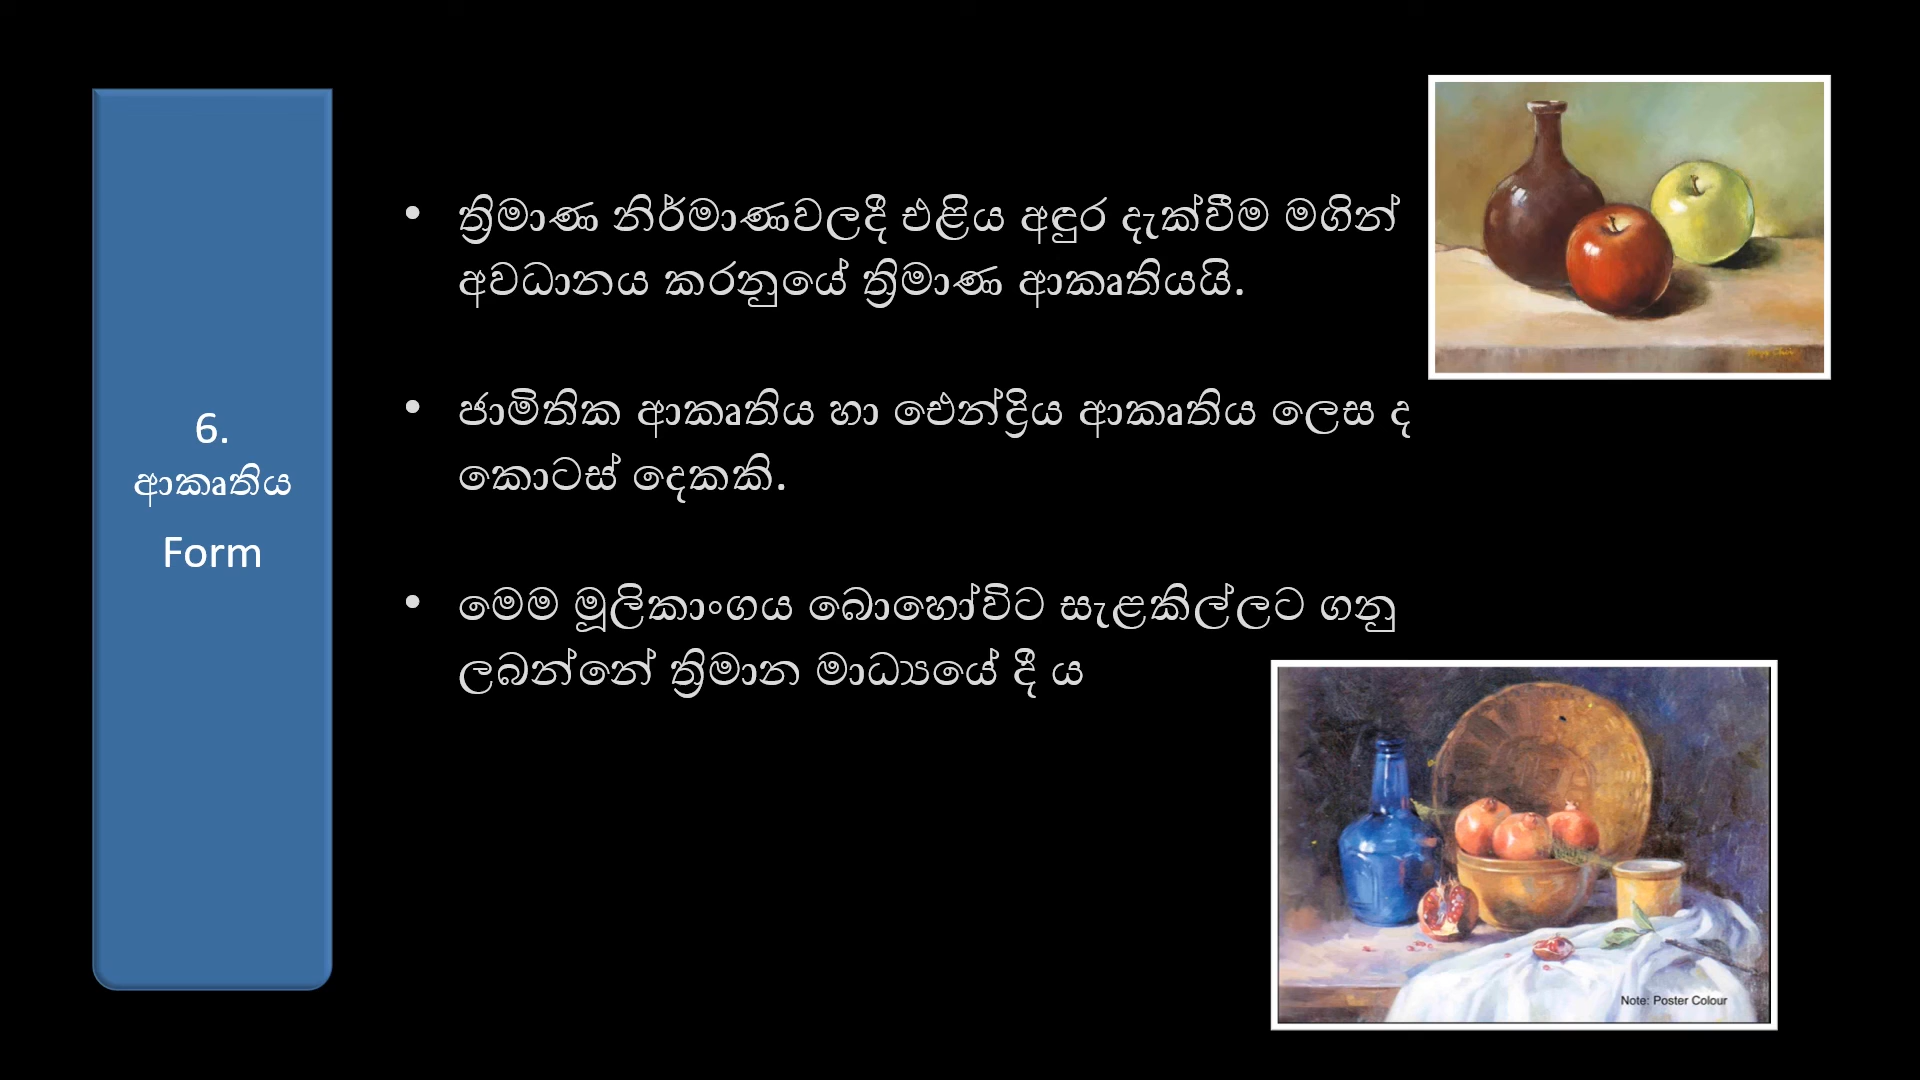 6.
ආකෘතිය
Form
• ත්‍රිමාණ නිර්මාණවලදී එළිය අඳුර දැක්වීම මගින්
අවධානය කරනුයේ ත්‍රිමාණ ආකෘතියයි.
• ජාමිතික ආකෘතිය හා ඓන්ද්‍රිය ආකෘතිය ලෙස ද
කොටස් දෙකකි.
• මෙම මූලිකාංගය බොහෝවිට සැළකිල්ලට ගනු
ලබන්නේ ත්‍රිමාන මාධ්‍යයේ දී ය
Note: Poster Colour